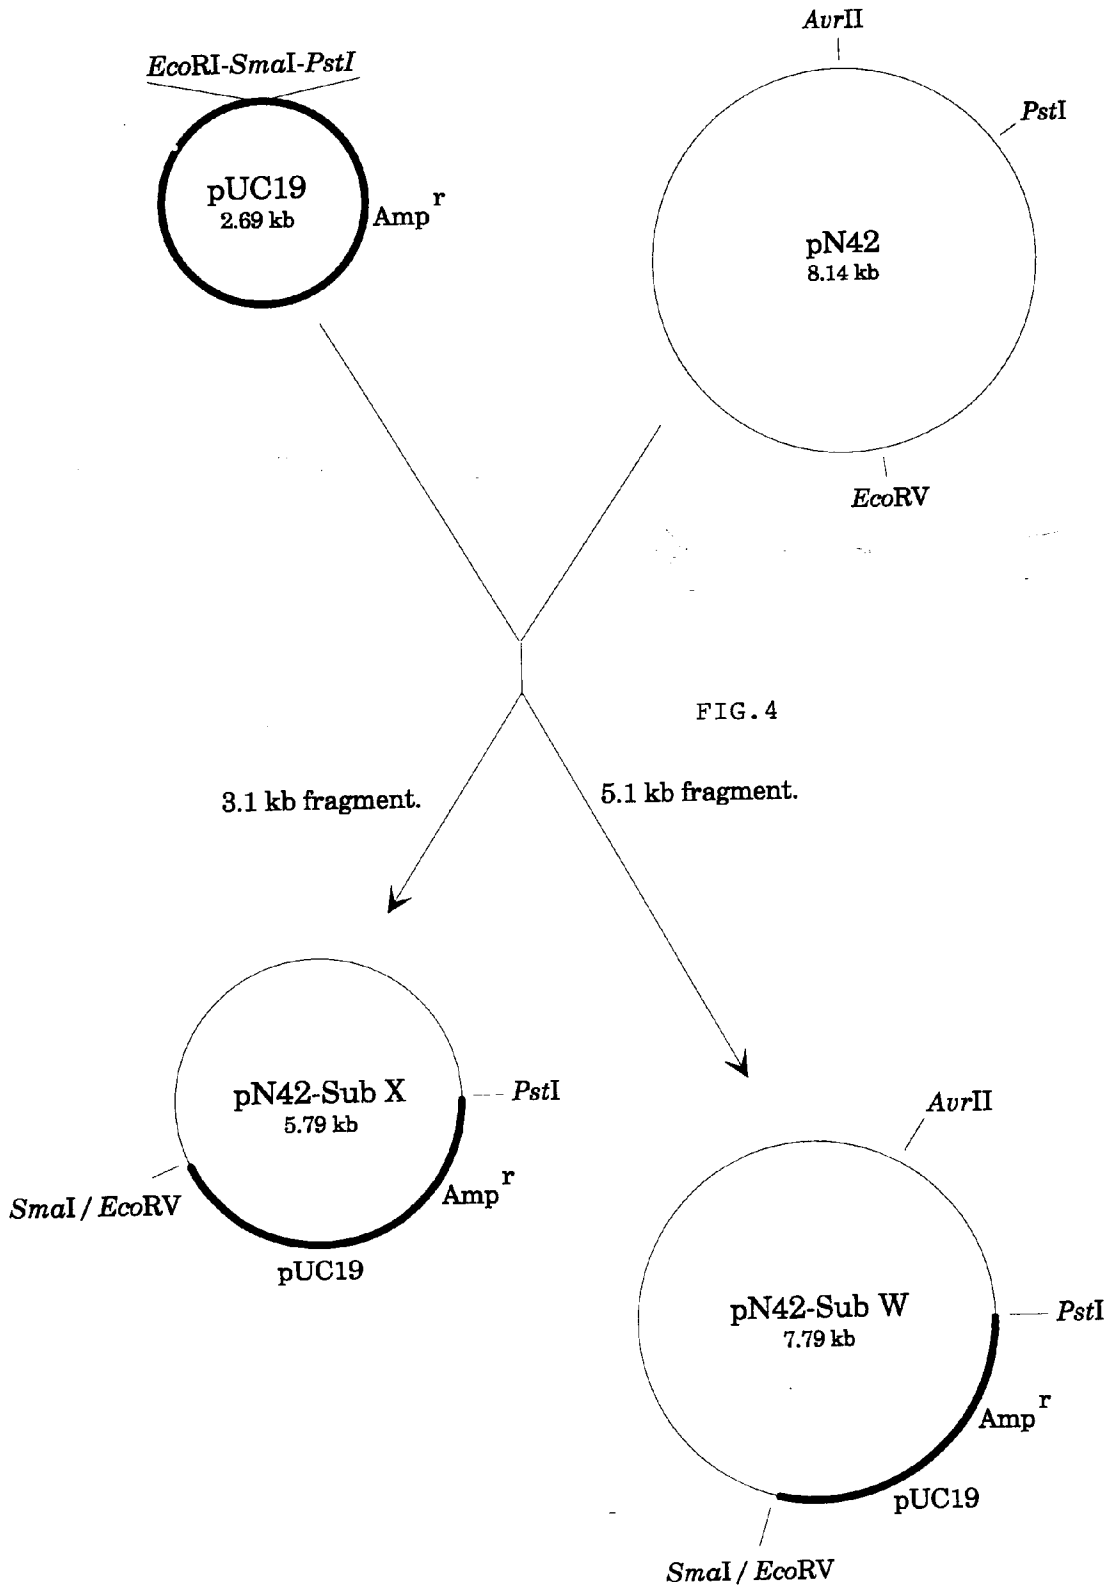 EcoRI-SmaI-PstI
pUC19
2.69 kb
Amp r
AvrII
PstI
pN42
8.14 kb
EcoRV
FIG.4
3.1 kb fragment.
5.1 kb fragment.
pN42-Sub X
5.79 kb
PstI
SmaI / EcoRV
Amp r
pUC19
AvrII
pN42-Sub W
7.79 kb
PstI
Amp r
pUC19
SmaI / EcoRV